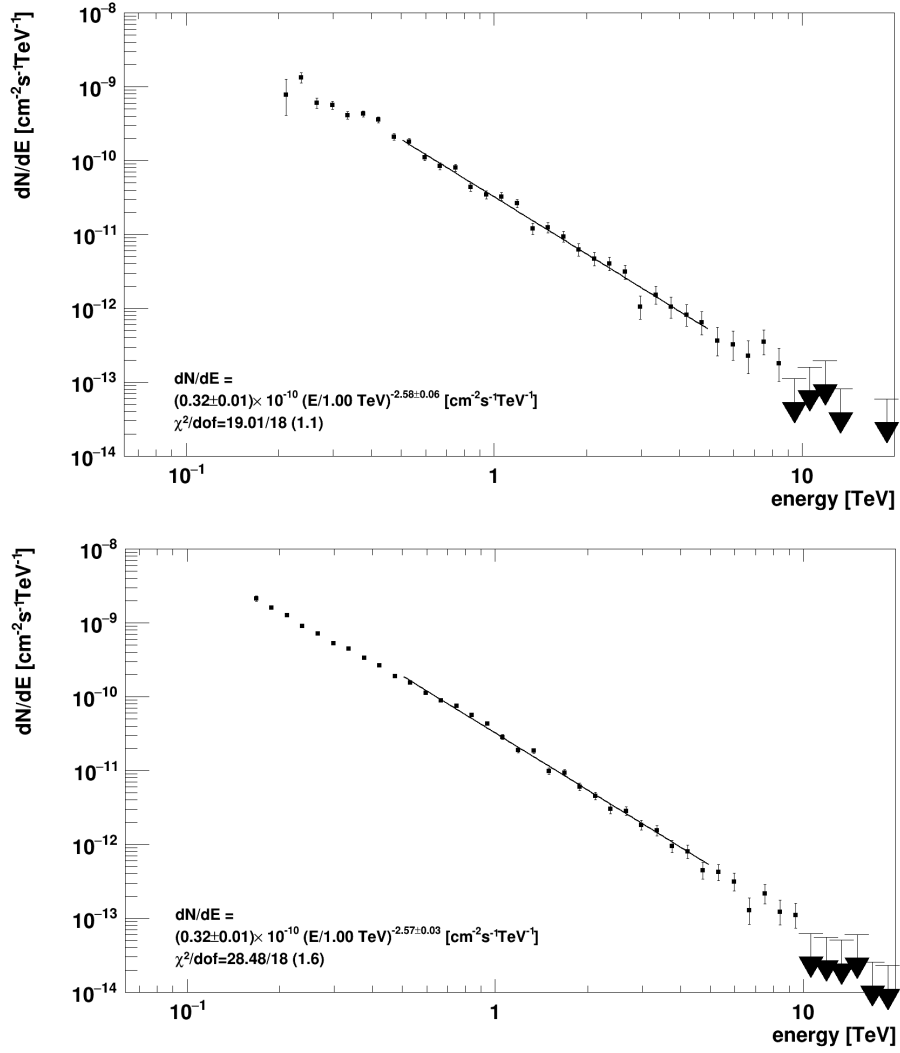 dN/dE [cm⁻²s⁻¹TeV⁻¹]
10⁻⁸
10⁻⁹
10⁻¹⁰
10⁻¹¹
10⁻¹²
10⁻¹³
10⁻¹⁴
dN/dE =
(0.32±0.01)× 10⁻¹⁰ (E/1.00 TeV)⁻²·⁵⁸±⁰·⁰⁶ [cm⁻²s⁻¹TeV⁻¹]
χ²/dof=19.01/18 (1.1)
10⁻¹ 1 10
energy [TeV]
dN/dE [cm⁻²s⁻¹TeV⁻¹]
10⁻⁸
10⁻⁹
10⁻¹⁰
10⁻¹¹
10⁻¹²
10⁻¹³
10⁻¹⁴
dN/dE =
(0.32±0.01)× 10⁻¹⁰ (E/1.00 TeV)⁻²·⁵⁷±⁰·⁰³ [cm⁻²s⁻¹TeV⁻¹]
χ²/dof=28.48/18 (1.6)
10⁻¹ 1 10
energy [TeV]